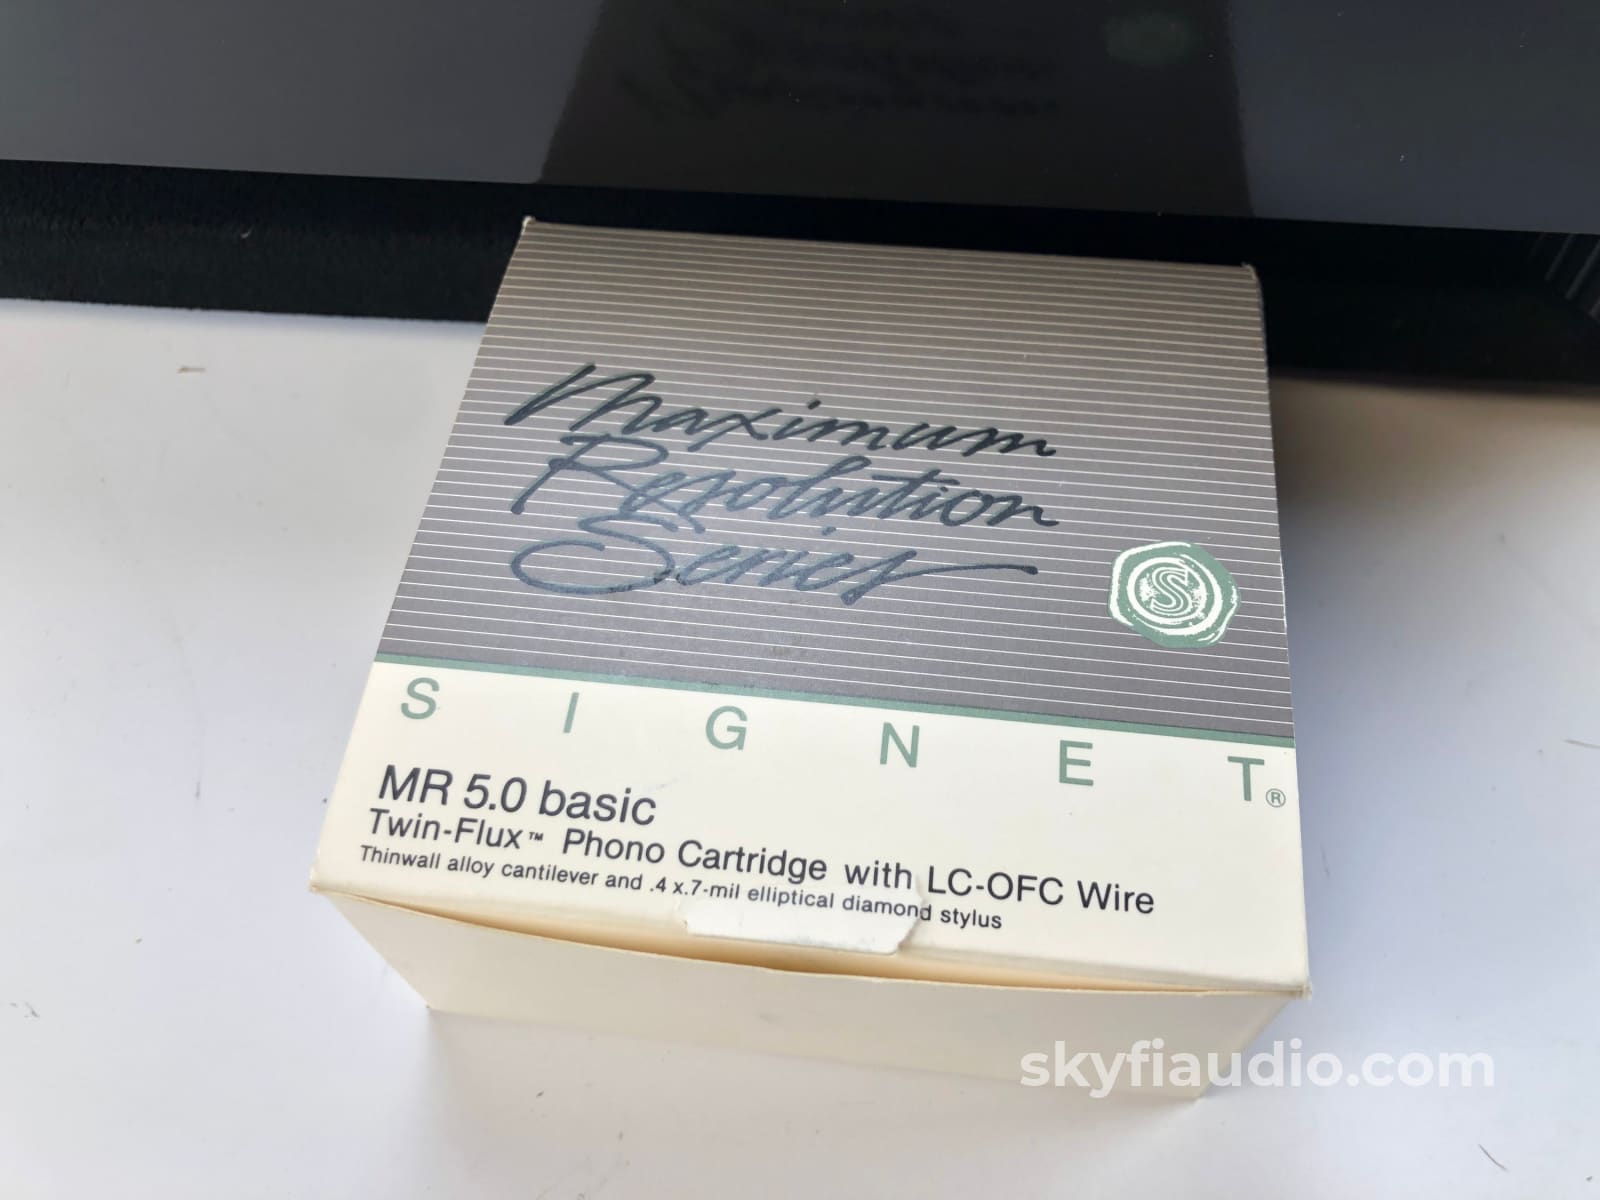 Maximum
Resolution
Series
S
SIGNET®
MR 5.0 basic
Twin-Flux™ Phono Cartridge with LC-OFC Wire
Thinwall alloy cantilever and .4 x.7-mil elliptical diamond stylus
skyfiaudio.com